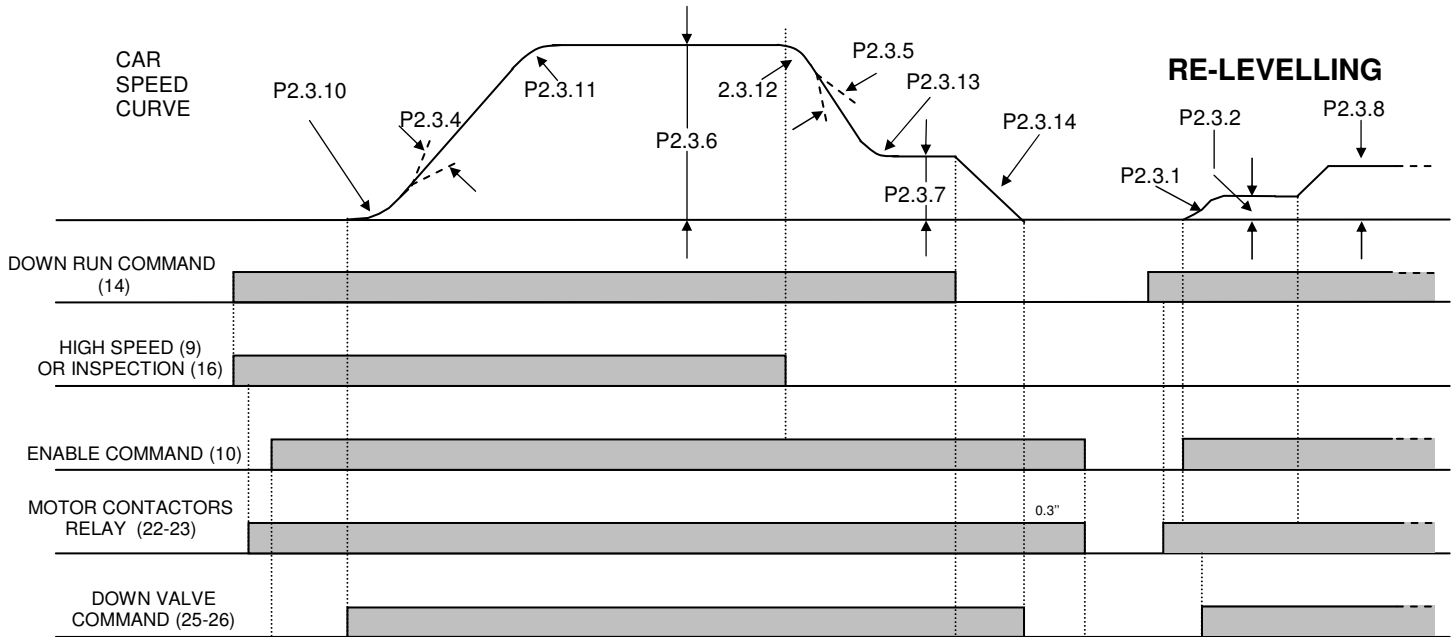 CAR
SPEED
CURVE
P2.3.10
P2.3.4
P2.3.11
P2.3.6
2.3.12
P2.3.5
P2.3.13
P2.3.7
P2.3.14
RE-LEVELLING
P2.3.1
P2.3.2
P2.3.8
DOWN RUN COMMAND
(14)
HIGH SPEED (9)
OR INSPECTION (16)
ENABLE COMMAND (10)
MOTOR CONTACTORS
RELAY (22-23)
0.3"
DOWN VALVE
COMMAND (25-26)